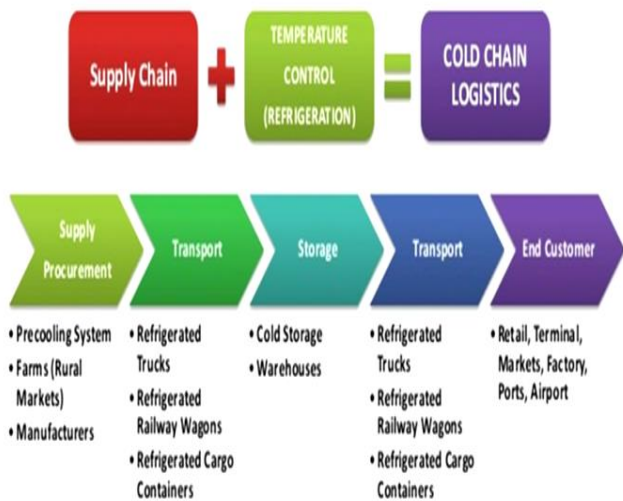 Supply Chain
+
TEMPERATURE
CONTROL
(REFRIGERATION)
=
COLD CHAIN
LOGISTICS
Supply
Procurement
Transport
Storage
Transport
End Customer
• Precooling System
• Farms (Rural
Markets)
• Manufacturers
• Refrigerated
Trucks
• Refrigerated
Railway Wagons
• Refrigerated Cargo
Containers
• Cold Storage
• Warehouses
• Refrigerated
Trucks
• Refrigerated
Railway Wagons
• Refrigerated Cargo
Containers
• Retail, Terminal,
Markets, Factory,
Ports, Airport